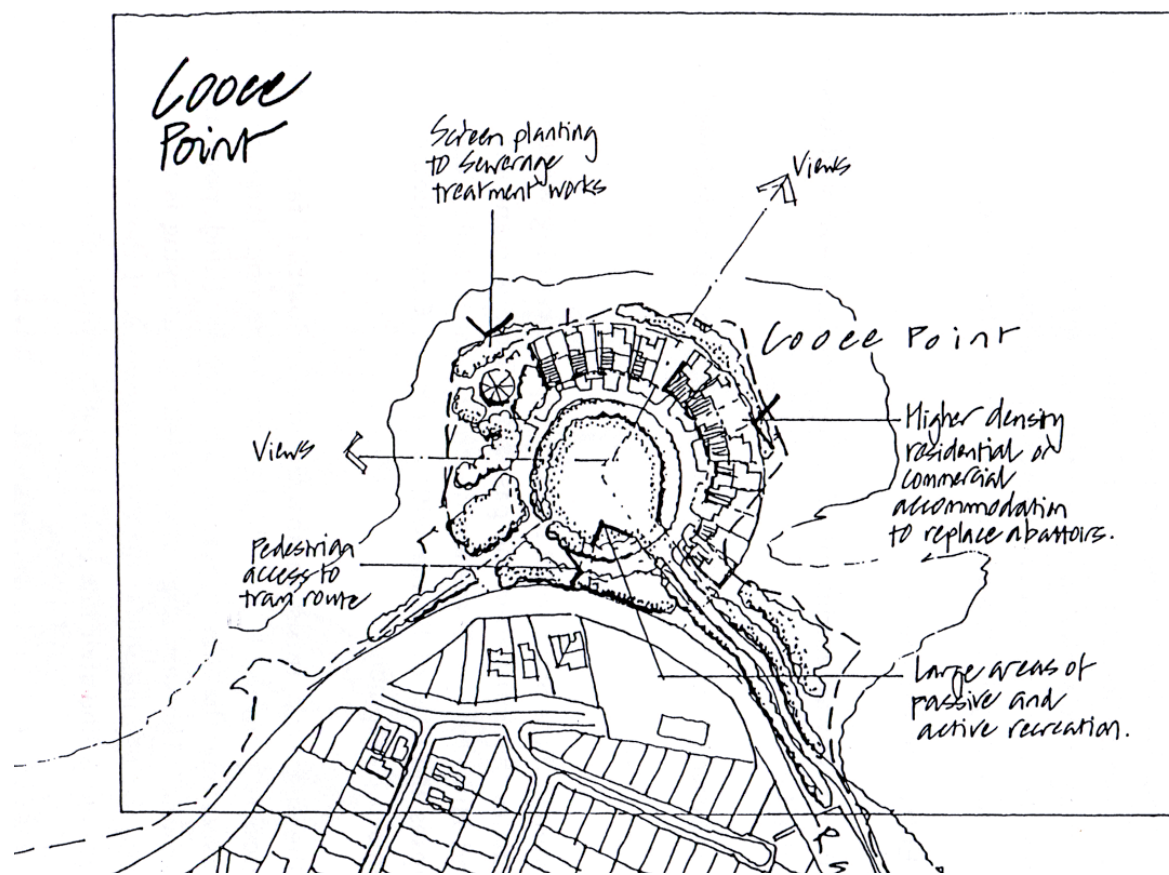 Cooee
Point
Screen planting
to sewerage
treatment works
Views
Cooee Point
Higher density
residential or
commercial
accommodation
to replace abattoirs.
Views
Pedestrian
access to
tram route
Large areas of
passive and
active recreation.